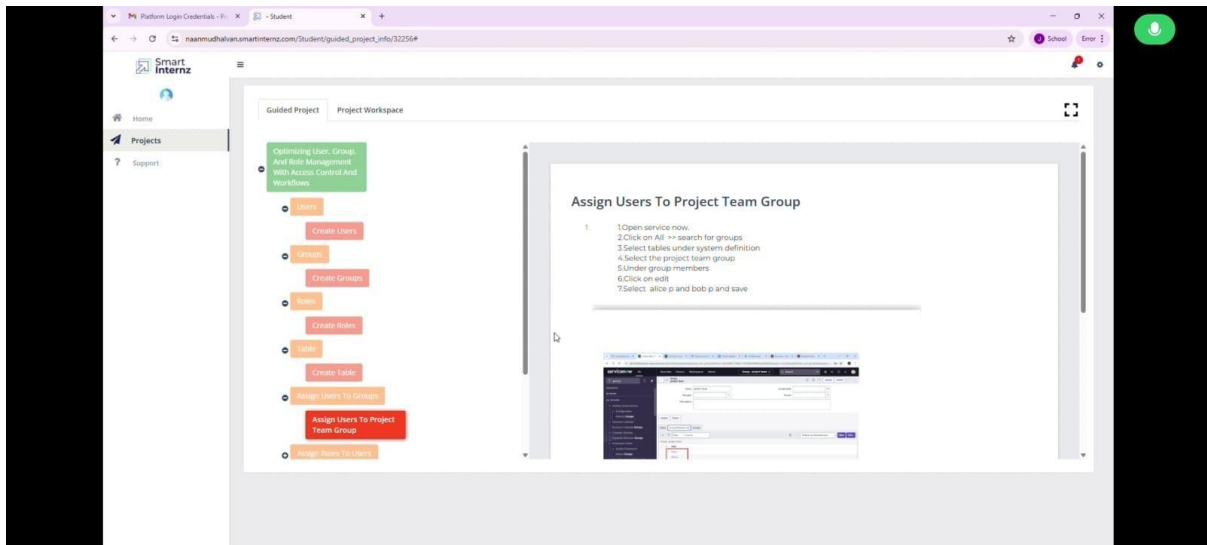 Platform Login Credentials - Pr
- Student
naanmudhalvan.smartinternz.com/Student/guided_project_info/32256#
J School
Error
Smart
Internz
Home
Projects
? Support
Guided Project
Project Workspace
Optimizing User, Group,
And Role Management
With Access Control And
Workflows
Users
Create Users
Groups
Create Groups
Roles
Create Roles
Table
Create Table
Assign Users To Groups
Assign Users To Project
Team Group
Assign Roles To Users
Assign Users To Project Team Group
1. 1.Open service now.
2.Click on All >> search for groups
3.Select tables under system definition
4.Select the project team group
5.Under group members
6.Click on edit
7.Select alice p and bob p and save
servicenow